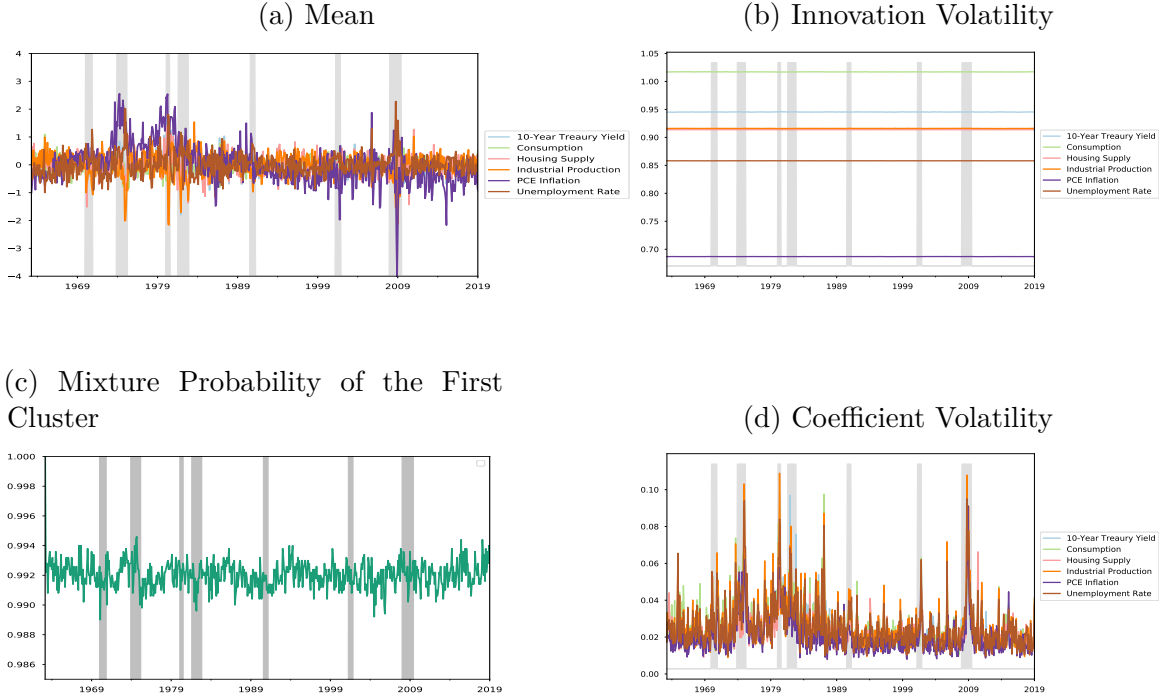 (a) Mean
4
3
2
1
0
−1
−2
−3
−4
1969 1979 1989 1999 2009 2019
10-Year Treaury Yield
Consumption
Housing Supply
Industrial Production
PCE Inflation
Unemployment Rate
(b) Innovation Volatility
1.05
1.00
0.95
0.90
0.85
0.80
0.75
0.70
1969 1979 1989 1999 2009 2019
10-Year Treaury Yield
Consumption
Housing Supply
Industrial Production
PCE Inflation
Unemployment Rate
(c) Mixture Probability of the First
Cluster
1.000
0.998
0.996
0.994
0.992
0.990
0.988
0.986
1969 1979 1989 1999 2009 2019
(d) Coefficient Volatility
0.10
0.08
0.06
0.04
0.02
0.00
1969 1979 1989 1999 2009 2019
10-Year Treaury Yield
Consumption
Housing Supply
Industrial Production
PCE Inflation
Unemployment Rate